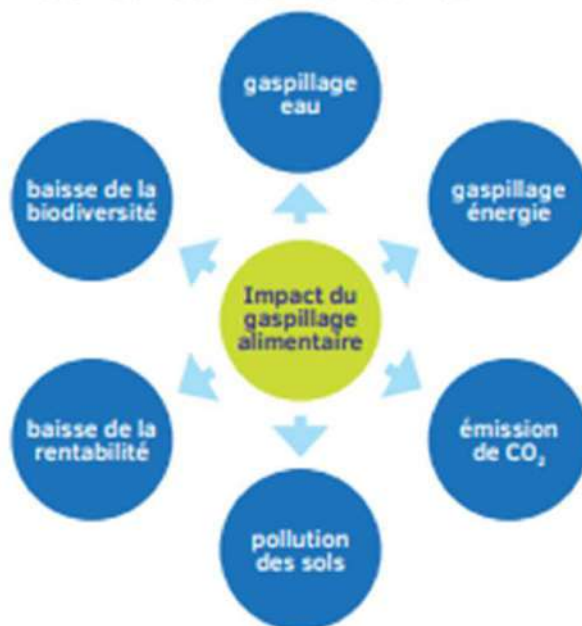 gaspillage
eau
baisse de la
biodiversité
gaspillage
énergie
Impact du
gaspillage
alimentaire
baisse de la
rentabilité
émission
de CO₂
pollution
des sols